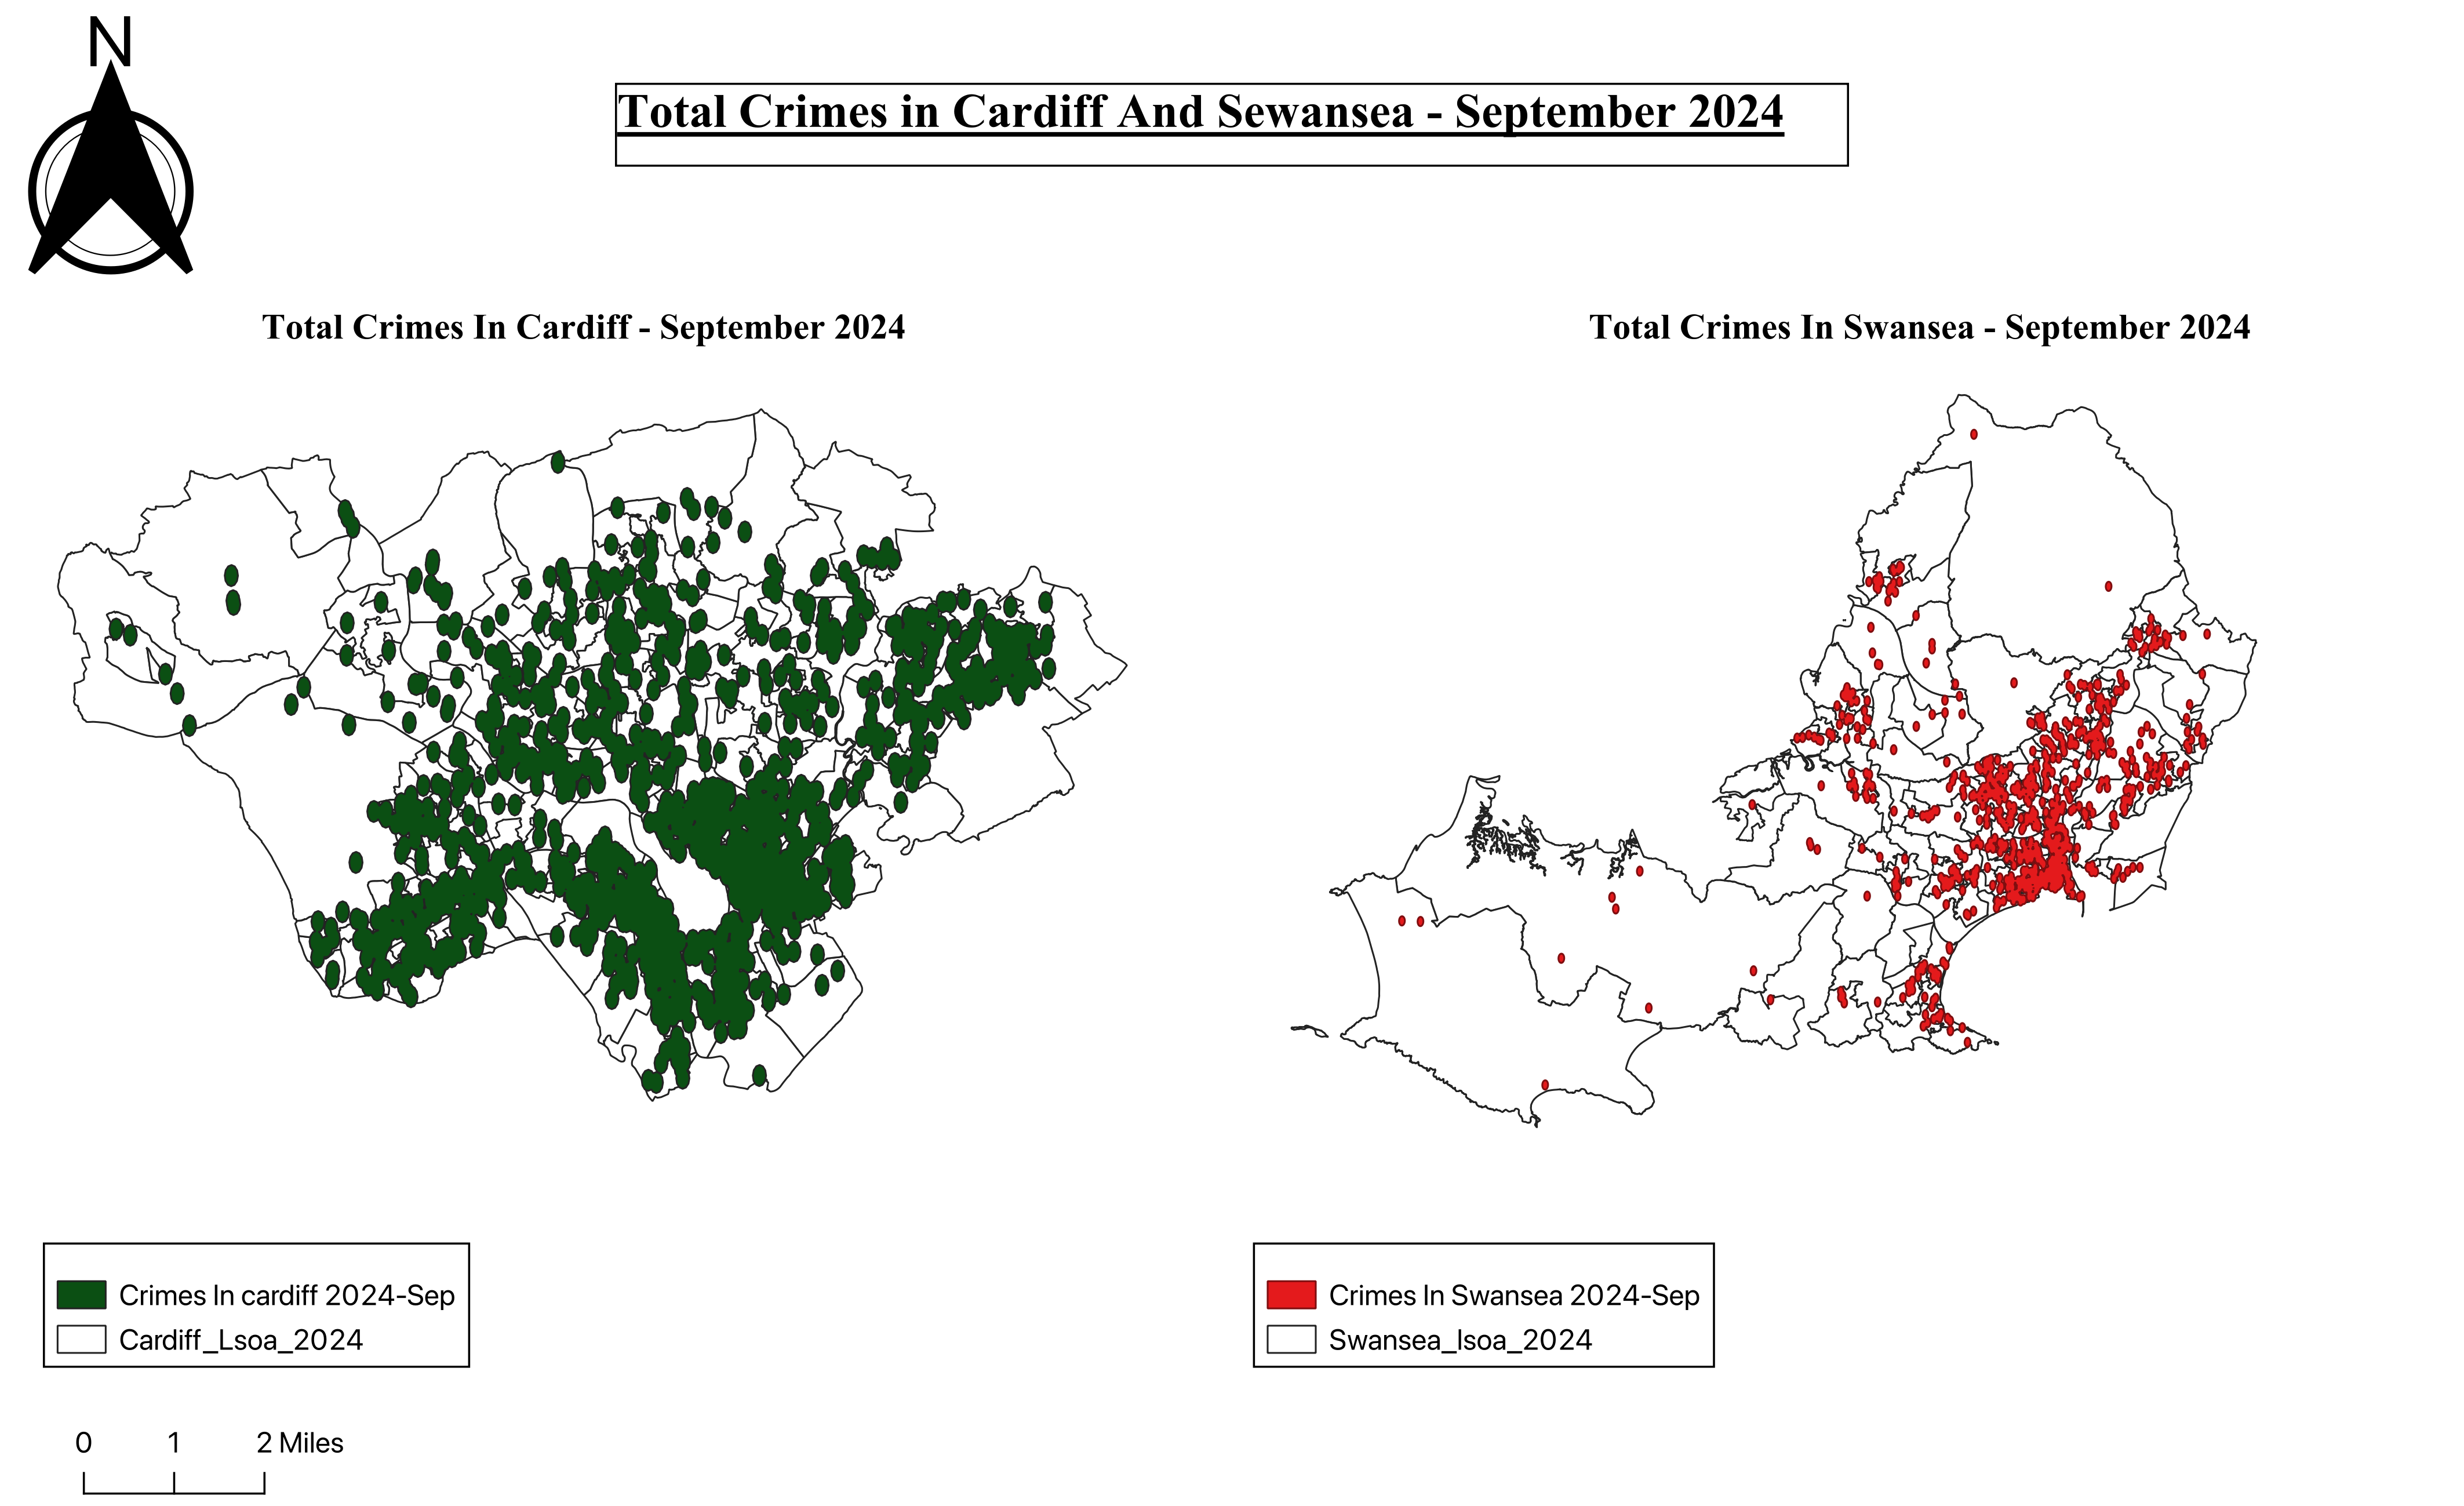 N
Total Crimes in Cardiff And Sewansea - September 2024
Total Crimes In Cardiff - September 2024
Total Crimes In Swansea - September 2024
Crimes In cardiff 2024-Sep
Cardiff_Lsoa_2024
Crimes In Swansea 2024-Sep
Swansea_lsoa_2024
0 1 2 Miles